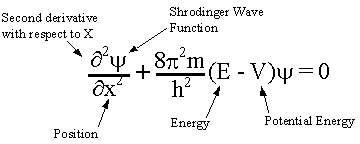 Second derivative
with respect to X
Shrodinger Wave
Function
∂²ψ/∂x² + 8π²m/h² (E - V)ψ = 0
Position
Energy
Potential Energy